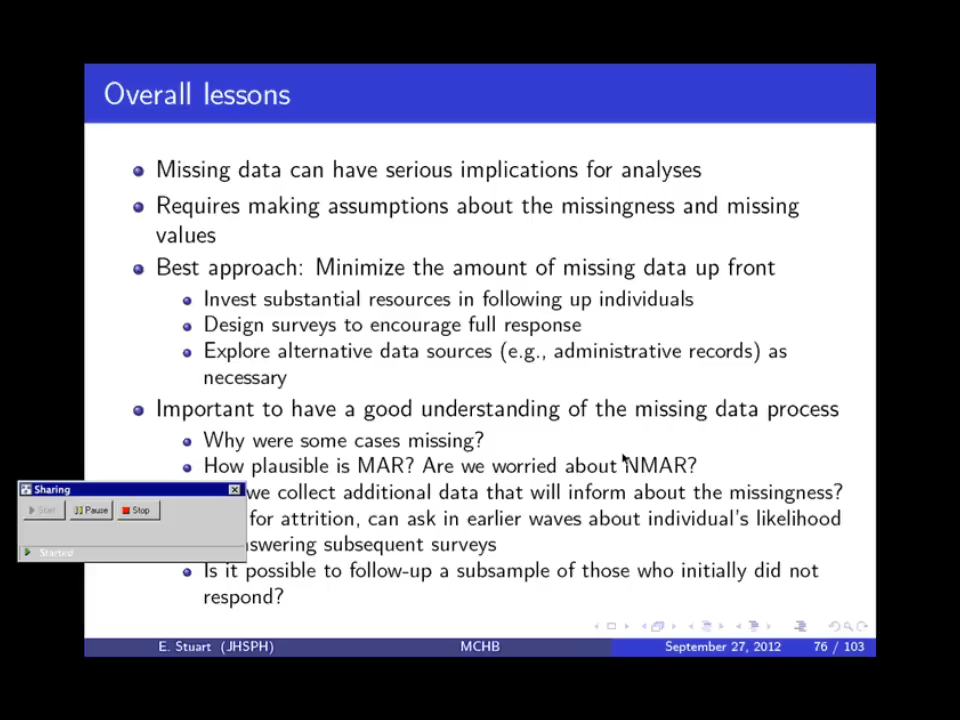 Overall lessons
Missing data can have serious implications for analyses
Requires making assumptions about the missingness and missing
values
Best approach: Minimize the amount of missing data up front
Invest substantial resources in following up individuals
Design surveys to encourage full response
Explore alternative data sources (e.g., administrative records) as
necessary
Important to have a good understanding of the missing data process
Why were some cases missing?
How plausible is MAR? Are we worried about NMAR?
we collect additional data that will inform about the missingness?
for attrition, can ask in earlier waves about individual's likelihood
nswering subsequent surveys
Is it possible to follow-up a subsample of those who initially did not
respond?
Sharing
Start Pause Stop
Started
E. Stuart (JHSPH) MCHB September 27, 2012 76 / 103